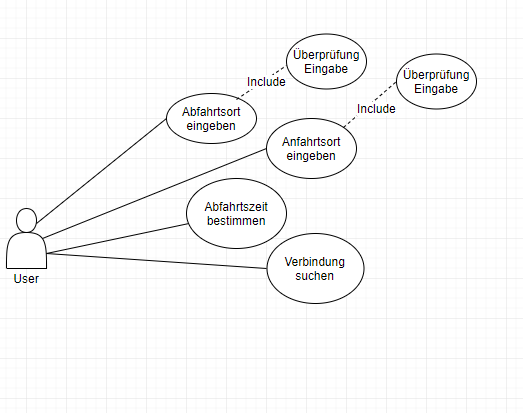 Überprüfung
Eingabe
Überprüfung
Eingabe
Include
Include
Abfahrtsort
eingeben
Anfahrtsort
eingeben
Abfahrtszeit
bestimmen
Verbindung
suchen
User